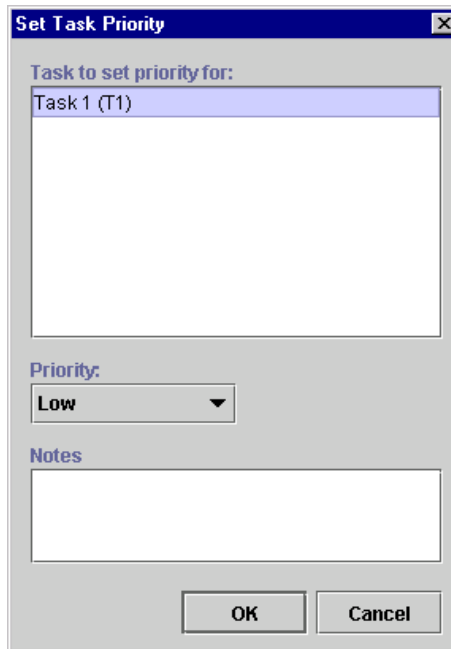 Set Task Priority
Task to set priority for:
Task 1 (T1)
Priority:
Low
Notes
OK Cancel